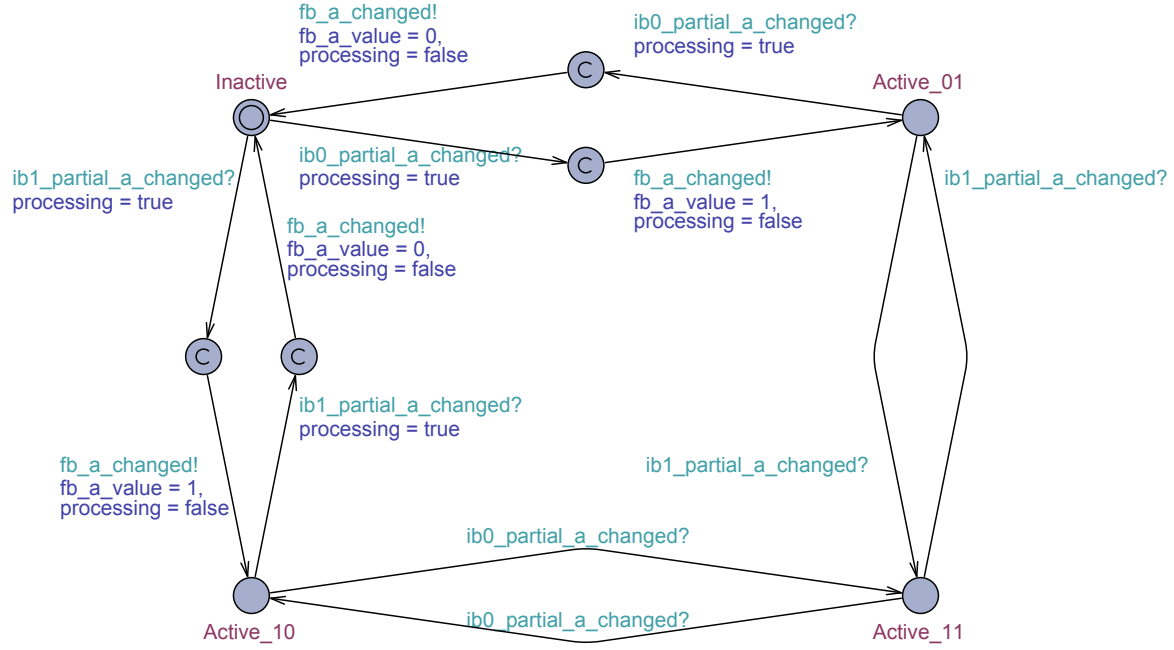 fb_a_changed!
fb_a_value = 0,
processing = false
ib0_partial_a_changed?
processing = true
Inactive
C
Active_01
ib0_partial_a_changed?
processing = true
C
ib1_partial_a_changed?
processing = true
fb_a_changed!
fb_a_value = 1,
processing = false
ib1_partial_a_changed?
fb_a_changed!
fb_a_value = 0,
processing = false
C
C
ib1_partial_a_changed?
processing = true
fb_a_changed!
fb_a_value = 1,
processing = false
ib1_partial_a_changed?
ib0_partial_a_changed?
ib0_partial_a_changed?
Active_10
Active_11